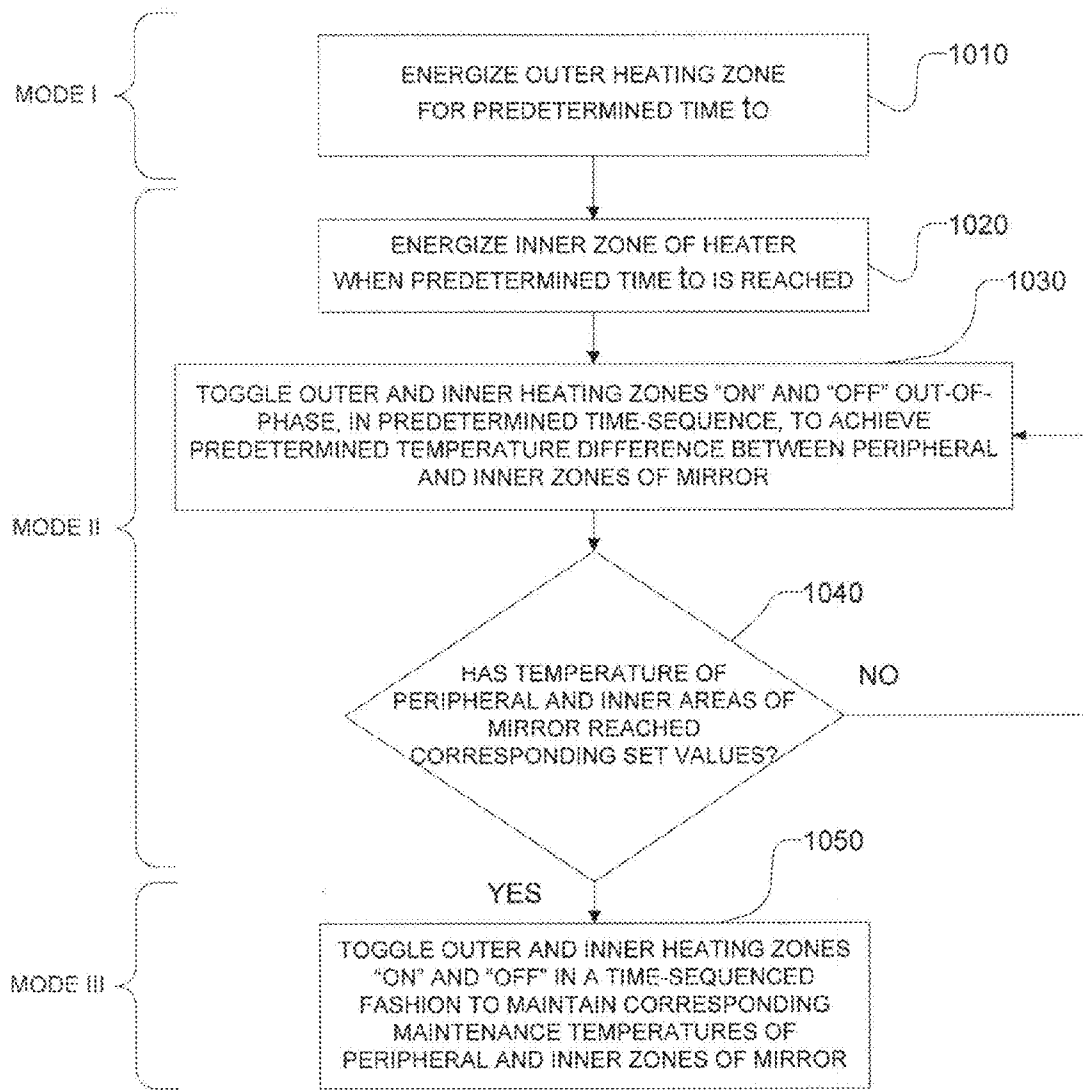 MODE I
ENERGIZE OUTER HEATING ZONE
FOR PREDETERMINED TIME to
1010
ENERGIZE INNER ZONE OF HEATER
WHEN PREDETERMINED TIME to IS REACHED
1020
1030
TOGGLE OUTER AND INNER HEATING ZONES "ON" AND "OFF" OUT-OF-
PHASE, IN PREDETERMINED TIME-SEQUENCE, TO ACHIEVE
PREDETERMINED TEMPERATURE DIFFERENCE BETWEEN PERIPHERAL
AND INNER ZONES OF MIRROR
MODE II
1040
HAS TEMPERATURE OF
PERIPHERAL AND INNER AREAS OF
MIRROR REACHED
CORRESPONDING SET VALUES?
NO
YES
1050
MODE III
TOGGLE OUTER AND INNER HEATING ZONES
"ON" AND "OFF" IN A TIME-SEQUENCED
FASHION TO MAINTAIN CORRESPONDING
MAINTENANCE TEMPERATURES OF
PERIPHERAL AND INNER ZONES OF MIRROR